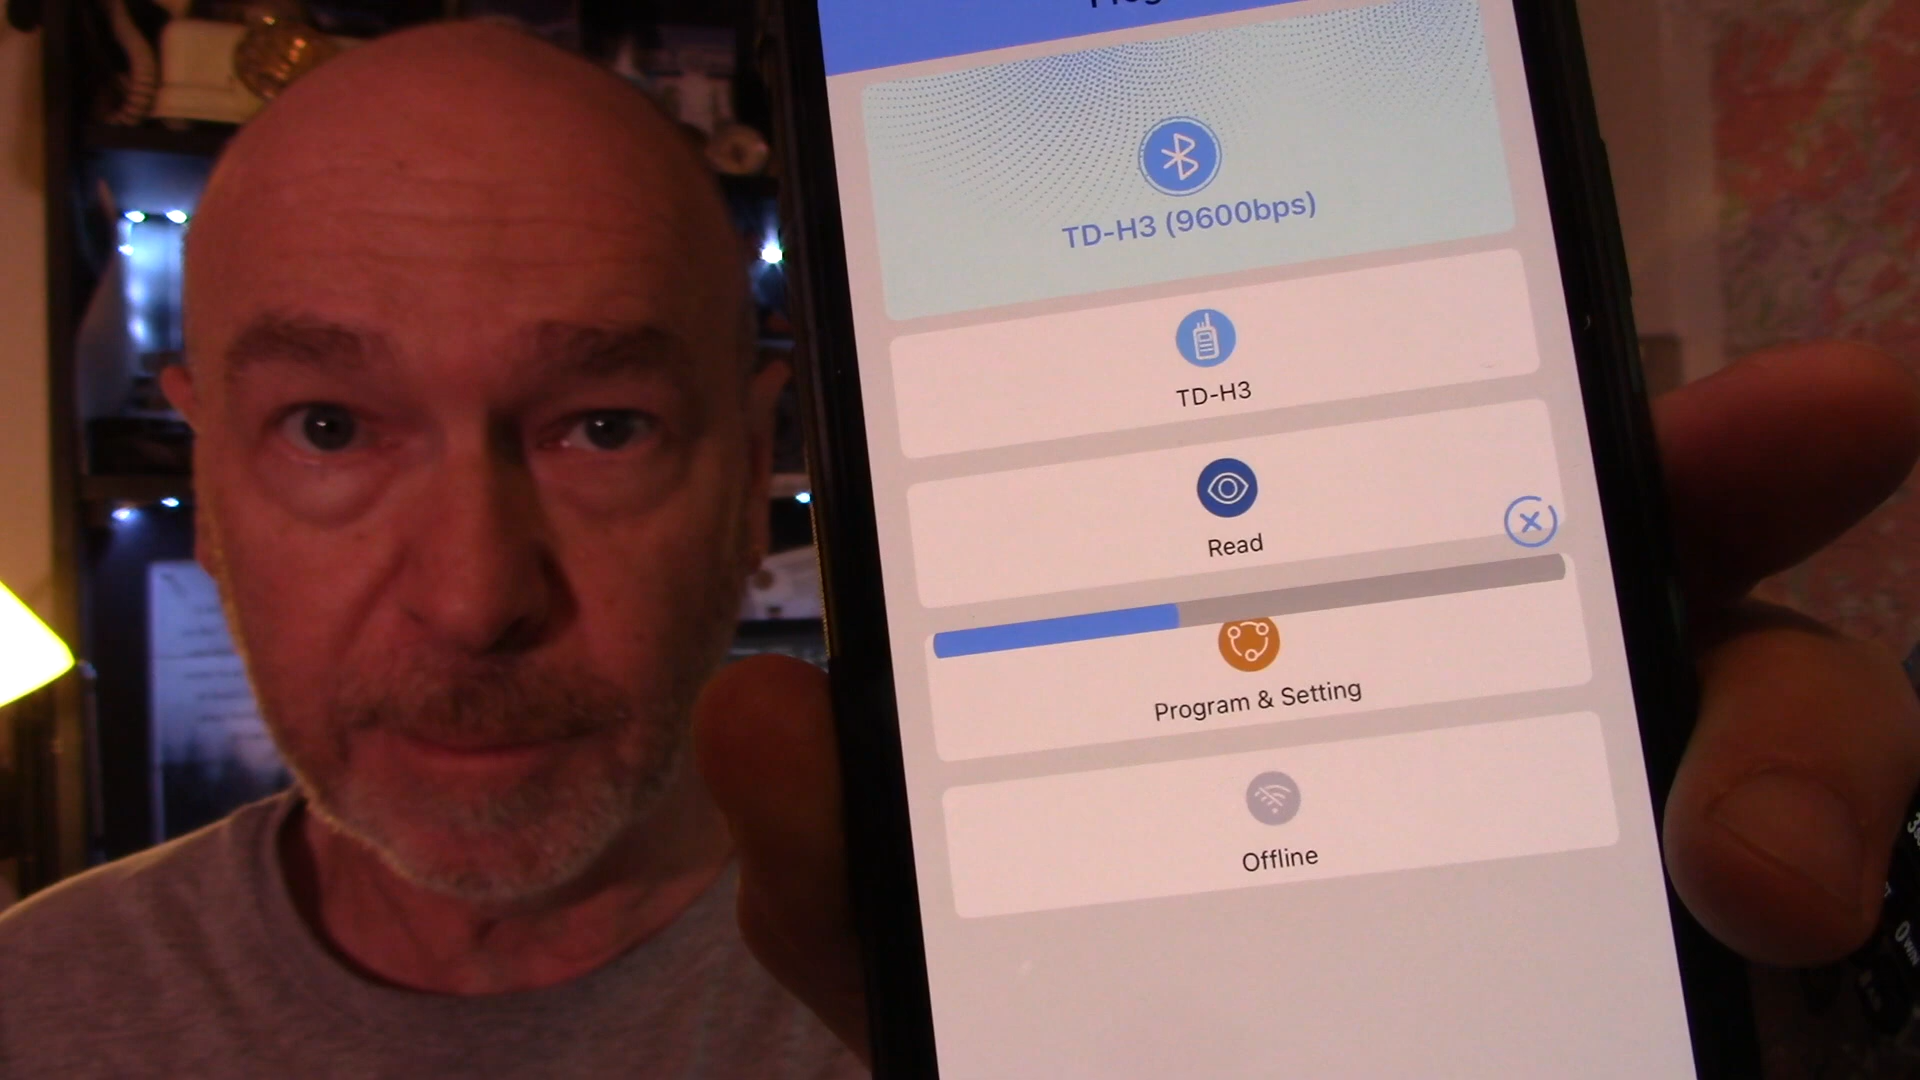 TD-H3 (9600bps)
TD-H3
Read
Program & Setting
Offline